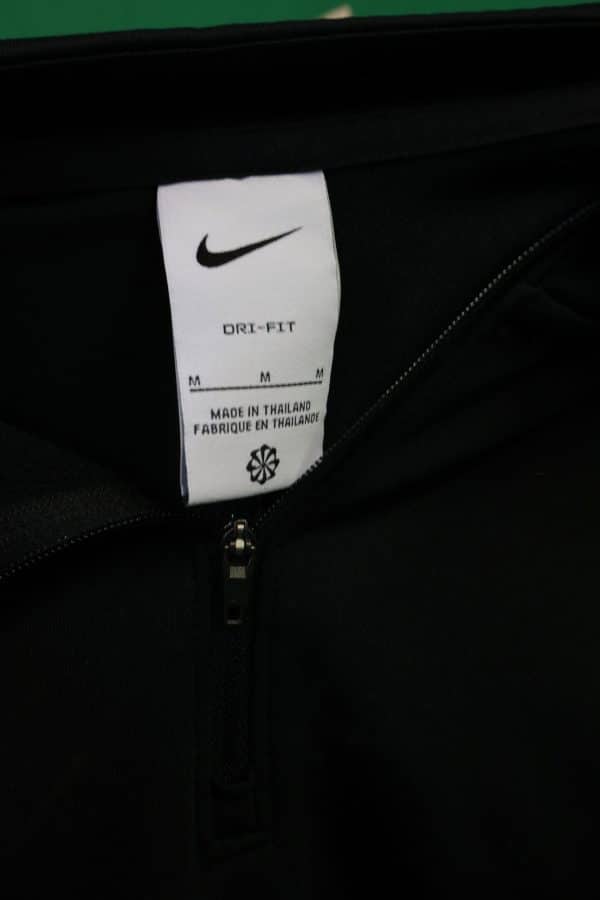 DRI-FIT
M M M
MADE IN THAILAND
FABRIQUE EN THAILANDE